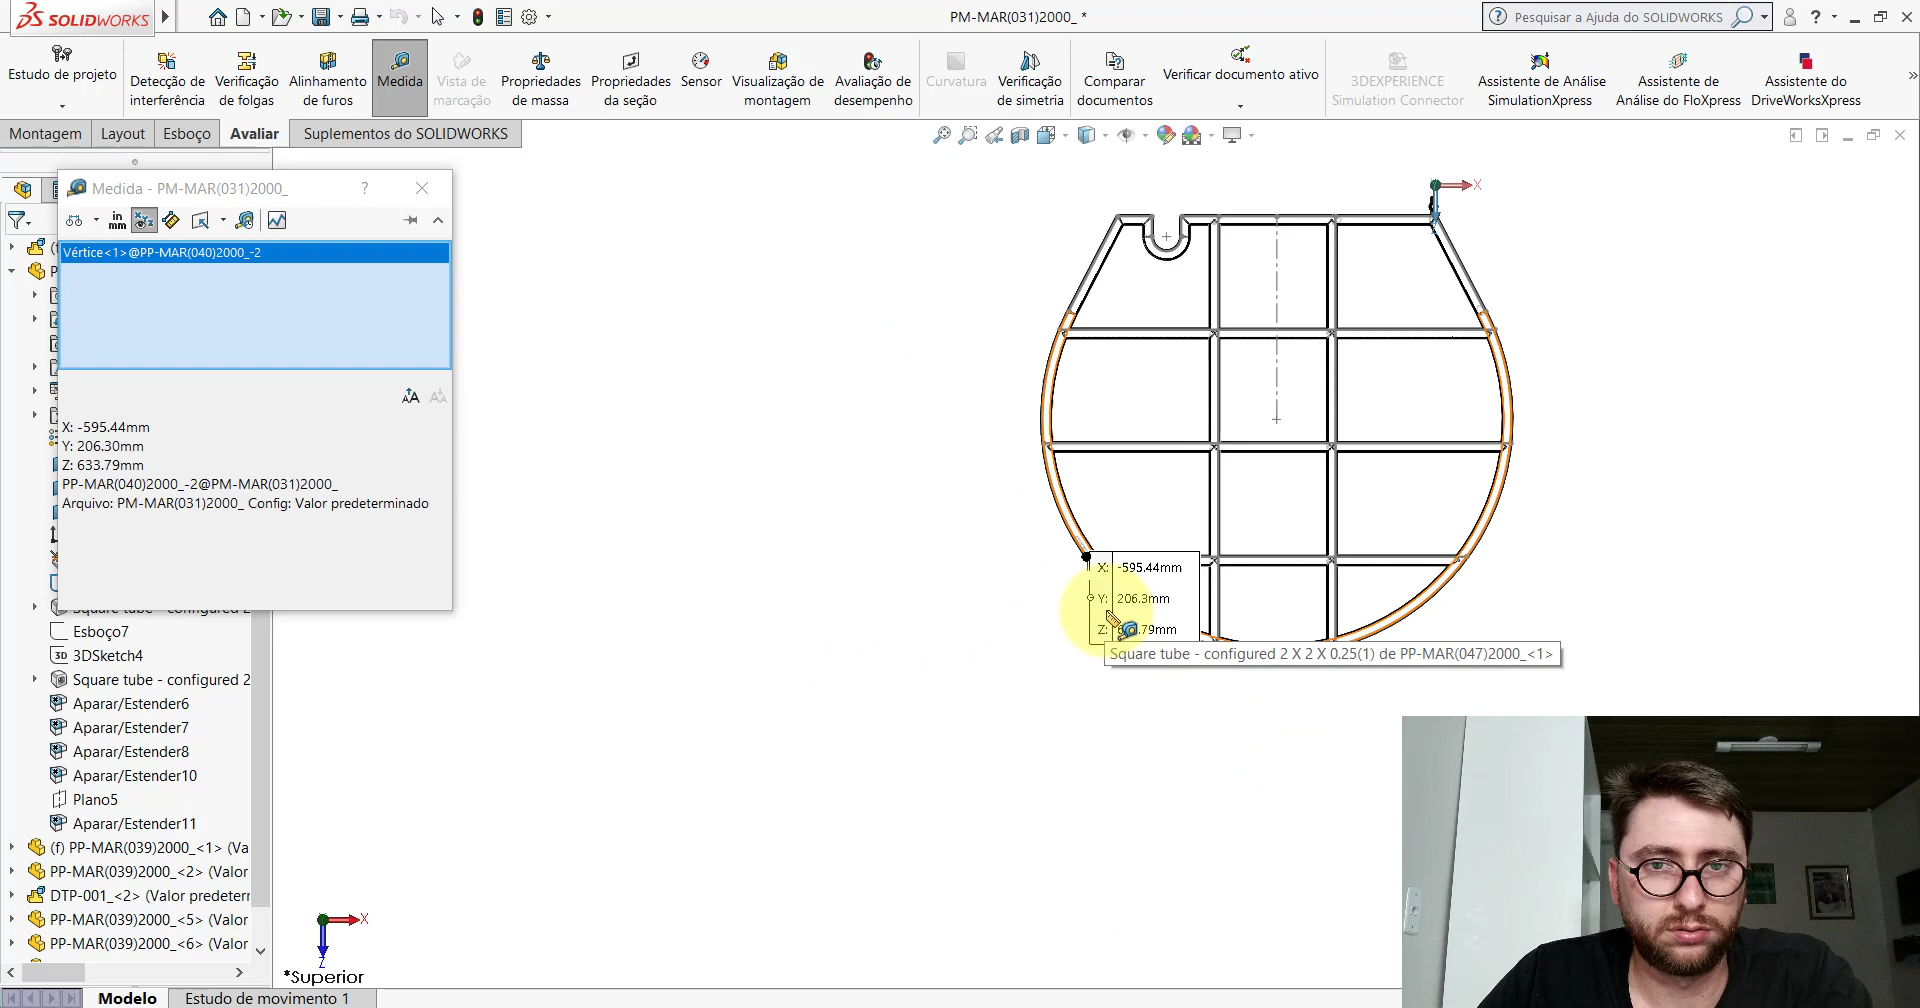 SOLIDWORKS
PM-MAR(031)2000_ *
Pesquisar a Ajuda do SOLIDWORKS
?
Estudo de projeto
Detecção de interferência
Verificação de folgas
Alinhamento de furos
Medida
Vista de marcação
Propriedades de massa
Propriedades da seção
Sensor
Visualização de montagem
Avaliação de desempenho
Curvatura
Verificação de simetria
Comparar documentos
Verificar documento ativo
3DEXPERIENCE Simulation Connector
Assistente de Análise SimulationXpress
Assistente de Análise do FloXpress
Assistente do DriveWorksXpress
Montagem
Layout
Esboço
Avaliar
Suplementos do SOLIDWORKS
Medida - PM-MAR(031)2000_
?
in
mm
Vértice<1>@PP-MAR(040)2000_-2
X: -595.44mm
Y: 206.30mm
Z: 633.79mm
PP-MAR(040)2000_-2@PM-MAR(031)2000_
Arquivo: PM-MAR(031)2000_ Config: Valor predeterminado
Esboço7
3D 3DSketch4
Square tube - configured 2
Aparar/Estender6
Aparar/Estender7
Aparar/Estender8
Aparar/Estender10
Plano5
Aparar/Estender11
(f) PP-MAR(039)2000_<1> (Va
PP-MAR(039)2000_<2> (Valor
DTP-001_<2> (Valor predeterr
PP-MAR(039)2000_<5> (Valor
PP-MAR(039)2000_<6> (Valor
X
X: -595.44mm
Y: 206.3mm
Z: .79mm
Square tube - configured 2 X 2 X 0.25(1) de PP-MAR(047)2000_<1>
X
Z
*Superior
Modelo
Estudo de movimento 1